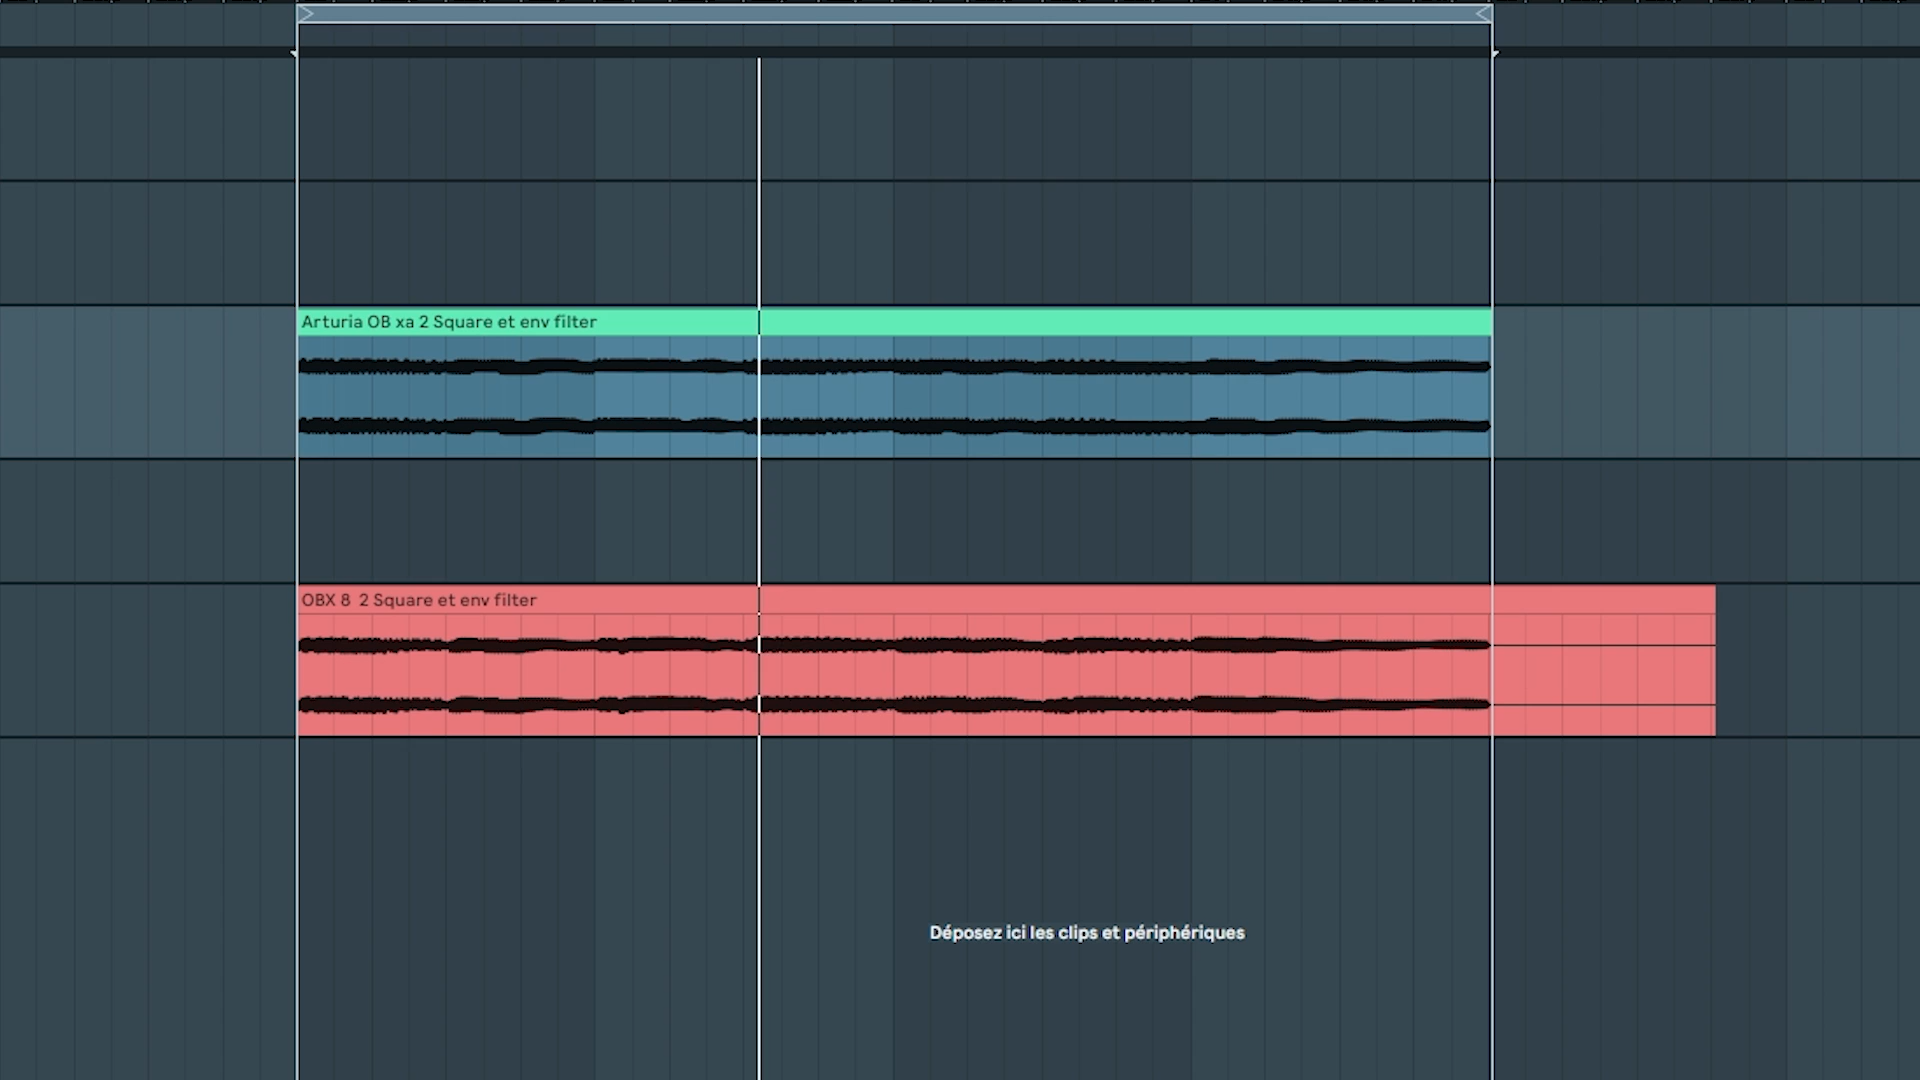 Arturia OB xa 2 Square et env filter
OBX 8  2 Square et env filter
Déposez ici les clips et périphériques